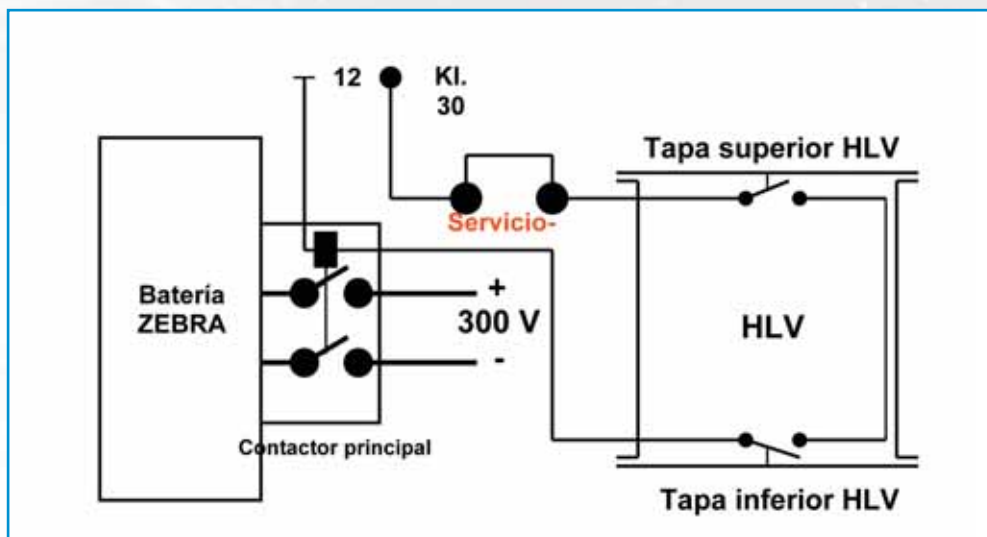 12 Kl.
30
Tapa superior HLV
Servicio-
Batería
ZEBRA
+
300 V
-
HLV
Contactor principal
Tapa inferior HLV